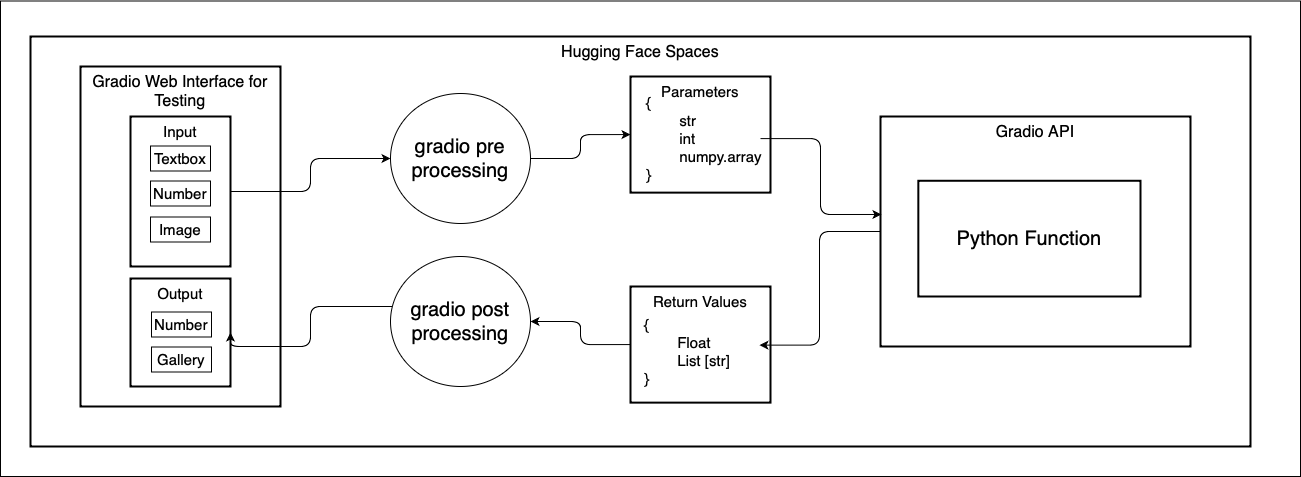 Hugging Face Spaces
Gradio Web Interface for
Testing
Input
Textbox
Number
Image
Output
Number
Gallery
gradio pre
processing
gradio post
processing
Parameters
{
str
int
numpy.array
}
Return Values
{
Float
List [str]
}
Gradio API
Python Function